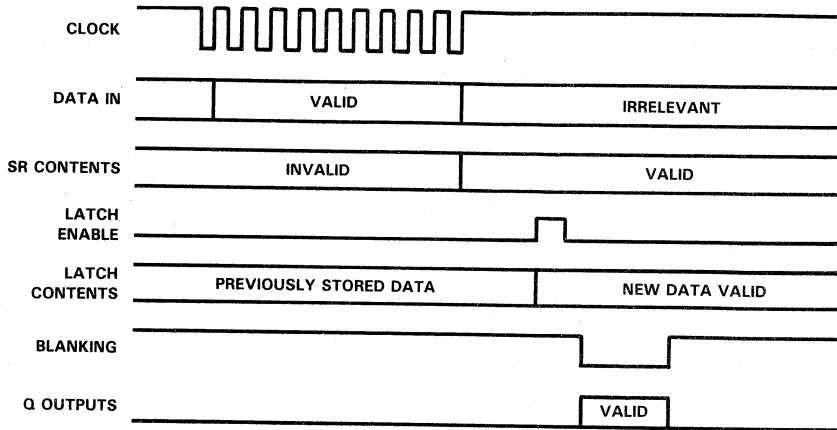 CLOCK
DATA IN
VALID
IRRELEVANT
SR CONTENTS
INVALID
VALID
LATCH
ENABLE
LATCH
CONTENTS
PREVIOUSLY STORED DATA
NEW DATA VALID
BLANKING
Q OUTPUTS
VALID